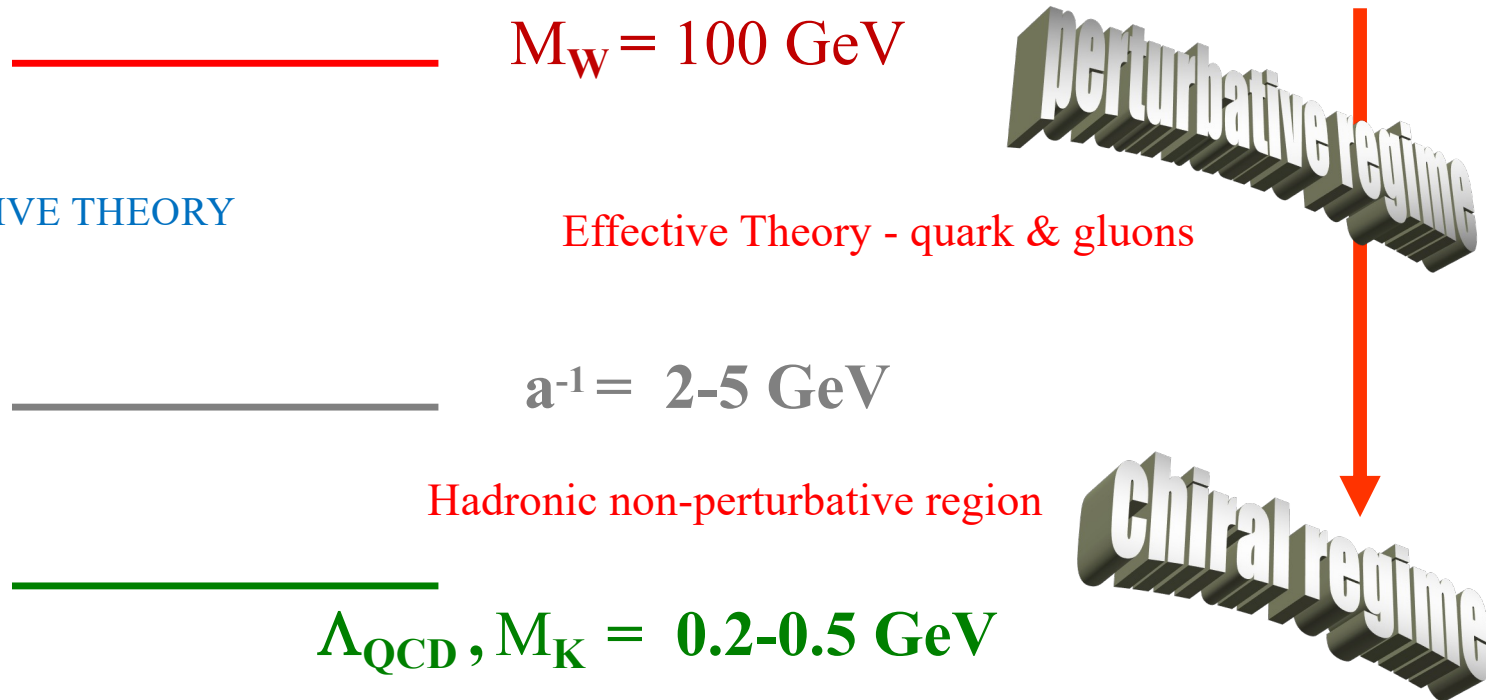 M_W = 100 GeV
perturbative regime
IVE THEORY
Effective Theory - quark & gluons
a^-1 = 2-5 GeV
Hadronic non-perturbative region
chiral regime
Λ_QCD , M_K = 0.2-0.5 GeV